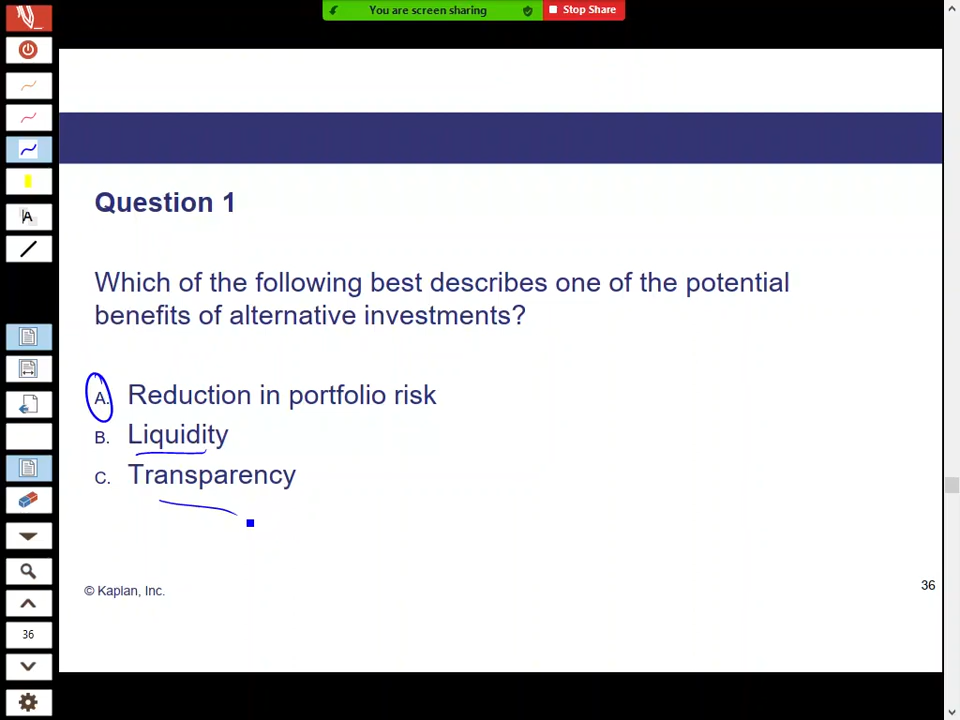 You are screen sharing
Stop Share
A
Question 1
Which of the following best describes one of the potential
benefits of alternative investments?
A. Reduction in portfolio risk
B. Liquidity
C. Transparency
© Kaplan, Inc.
36
36